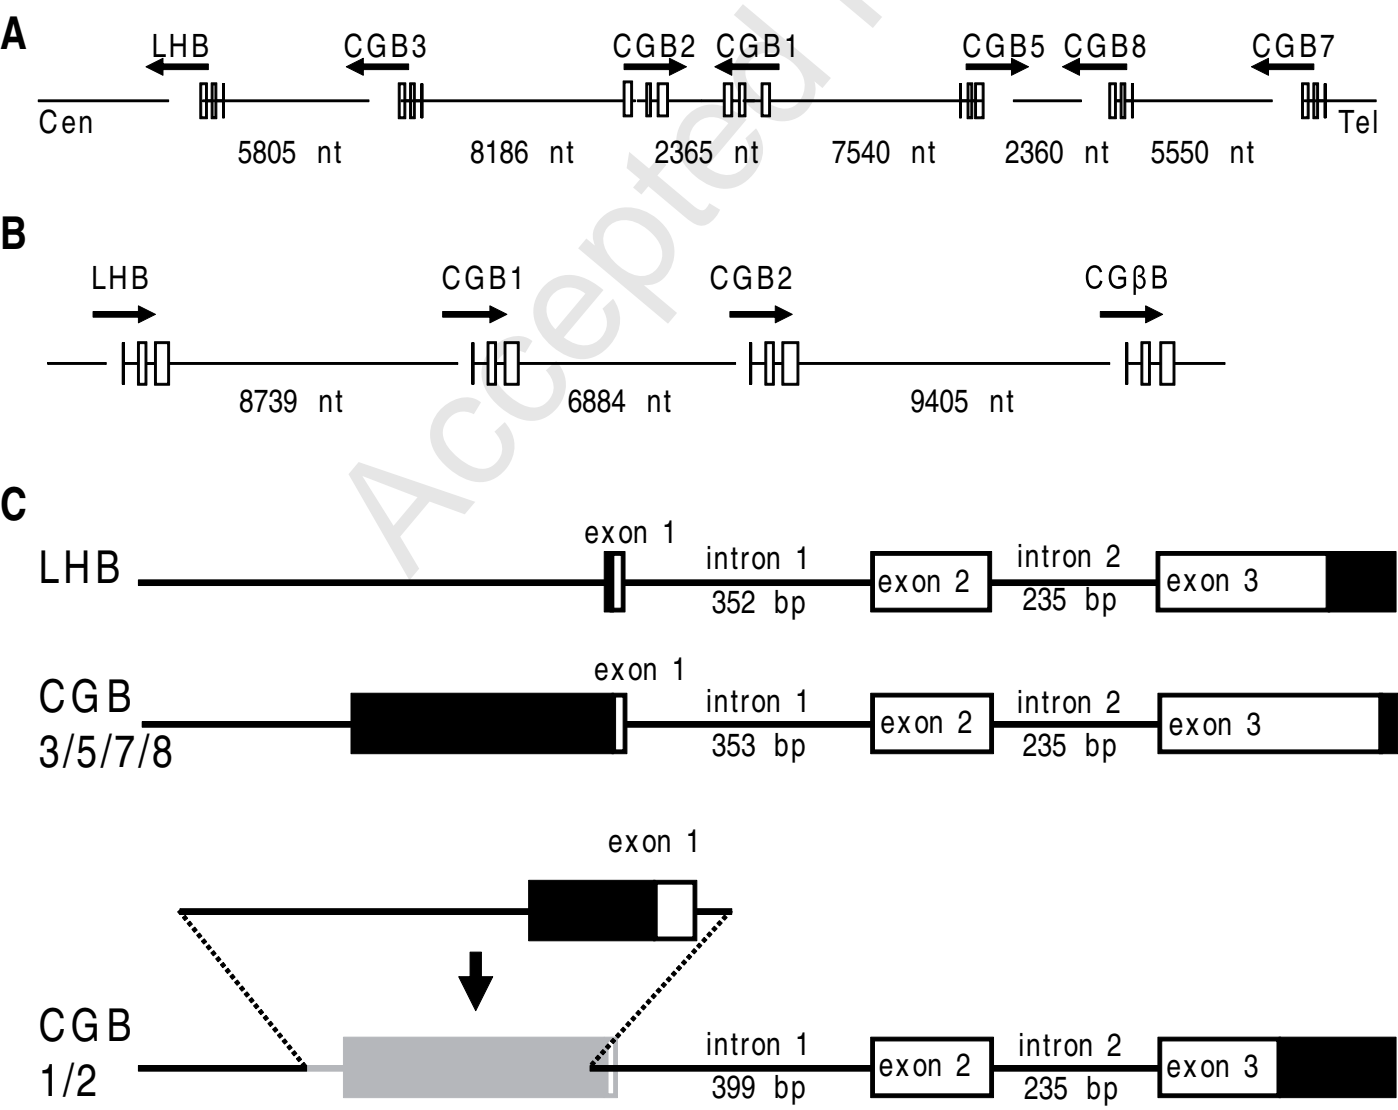 A
LHB CGB3 CGB2 CGB1 CGB5 CGB8 CGB7
Cen Tel
5805 nt 8186 nt 2365 nt 7540 nt 2360 nt 5550 nt
B
LHB CGB1 CGB2 CGβB
8739 nt 6884 nt 9405 nt
Accepted
C
exon 1
LHB intron 1 exon 2 intron 2 exon 3
352 bp 235 bp
exon 1
CGB intron 1 exon 2 intron 2 exon 3
3/5/7/8 353 bp 235 bp
exon 1
CGB intron 1 exon 2 intron 2 exon 3
1/2 399 bp 235 bp